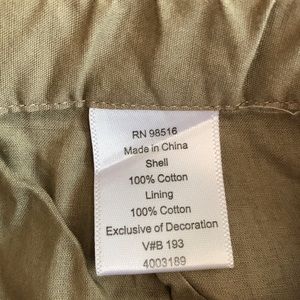 RN 98516
Made in China
Shell
100% Cotton
Lining
100% Cotton
Exclusive of Decoration
V#B 193
4003189